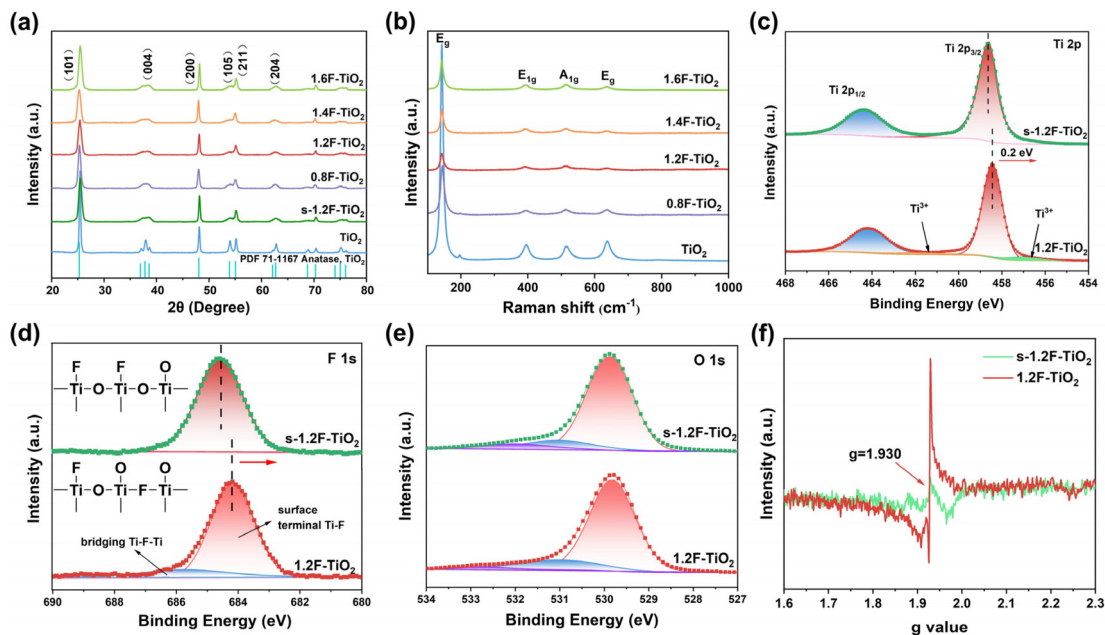 (a)
Intensity (a.u.)
(101)
(004)
(200)
(105)
(211)
(204)
1.6F-TiO₂
1.4F-TiO₂
1.2F-TiO₂
0.8F-TiO₂
s-1.2F-TiO₂
TiO₂
PDF 71-1167 Anatase, TiO₂
20 30 40 50 60 70 80
2θ (Degree)
(b)
Intensity (a.u.)
E_g
E₁g
A₁g
E_g
1.6F-TiO₂
1.4F-TiO₂
1.2F-TiO₂
0.8F-TiO₂
TiO₂
200 400 600 800 1000
Raman shift (cm⁻¹)
(c)
Intensity (a.u.)
Ti 2p
Ti 2p₃/₂
Ti 2p₁/₂
s-1.2F-TiO₂
0.2 eV
Ti³⁺
Ti³⁺
1.2F-TiO₂
468 466 464 462 460 458 456 454
Binding Energy (eV)
(d)
Intensity (a.u.)
F 1s
F F O
Ti O Ti O Ti
s-1.2F-TiO₂
F O O
Ti O Ti F Ti
surface
terminal Ti-F
bridging Ti-F-Ti
1.2F-TiO₂
690 688 686 684 682 680
Binding Energy (eV)
(e)
Intensity (a.u.)
O 1s
s-1.2F-TiO₂
1.2F-TiO₂
534 533 532 531 530 529 528 527
Binding Energy (eV)
(f)
Intensity (a.u.)
s-1.2F-TiO₂
1.2F-TiO₂
g=1.930
1.6 1.7 1.8 1.9 2.0 2.1 2.2 2.3
g value